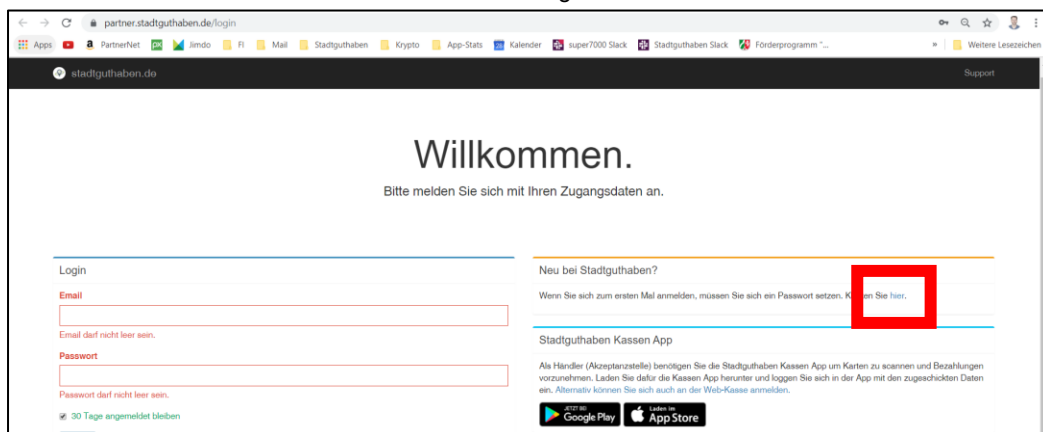 partner.stadtguthaben.de/login
Apps PartnerNet Jimdo FI Mail Stadtguthaben Krypto App-Stats Kalender super7000 Slack Stadtguthaben Slack Förderprogramm "... » Weitere Lesezeichen
stadtguthaben.de Support
Willkommen.
Bitte melden Sie sich mit Ihren Zugangsdaten an.
Login
Email
Email darf nicht leer sein.
Passwort
Passwort darf nicht leer sein.
30 Tage angemeldet bleiben
Neu bei Stadtguthaben?
Wenn Sie sich zum ersten Mal anmelden, müssen Sie sich ein Passwort setzen. Sie hier.
Stadtguthaben Kassen App
Als Händler (Akzeptanzstelle) benötigen Sie die Stadtguthaben Kassen App um Karten zu scannen und Bezahlungen
vorzunehmen. Laden Sie dafür die Kassen App herunter und loggen Sie sich in der App mit den zugeschickten Daten
ein. Alternativ können Sie sich auch an der Web-Kasse anmelden.
JETZT BEI
Google Play
Laden im
App Store